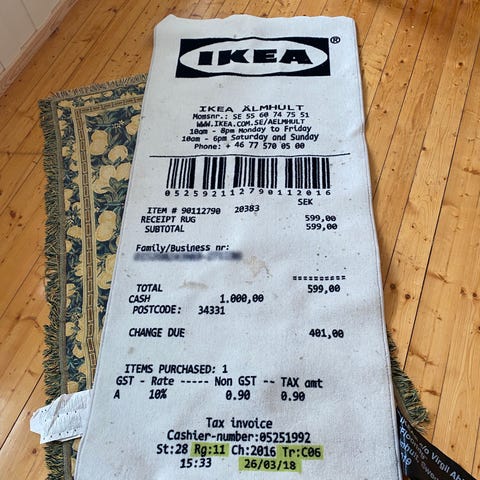 IKEA®
IKEA ÄLMHULT
Momsnr.: SE 55 60 74 75 51
WWW.IKEA.COM.SE/AELMHULT
10am - 8pm Monday to Friday
10am - 6pm Saturday and Sunday
Phone: + 46 77 570 05 00
052592112790112016
SEK
ITEM # 90112790 20383
RECEIPT RUG 599,00
SUBTOTAL 599,00
Family/Business nr:
==========
TOTAL 599,00
CASH 1.000,00
POSTCODE: 34331
CHANGE DUE 401,00
ITEMS PURCHASED: 1
GST - Rate ----- Non GST -- TAX amt
A 10% 0.90 0.90
Tax invoice
Cashier-number:05251992
St:28 Rg:11 Ch:2016 Tr:C06
15:33 26/03/18